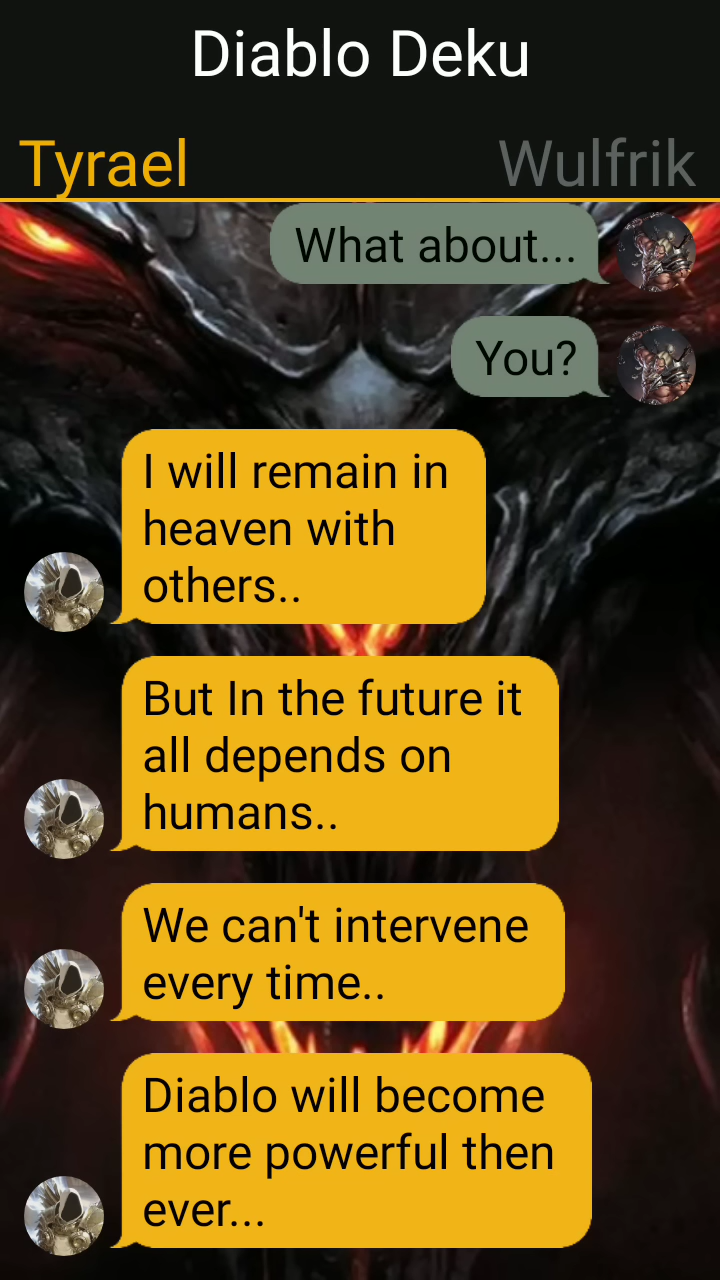 Diablo Deku
Tyrael
Wulfrik
What about...
You?
I will remain in
heaven with
others..
But In the future it
all depends on
humans..
We can't intervene
every time..
Diablo will become
more powerful then
ever...